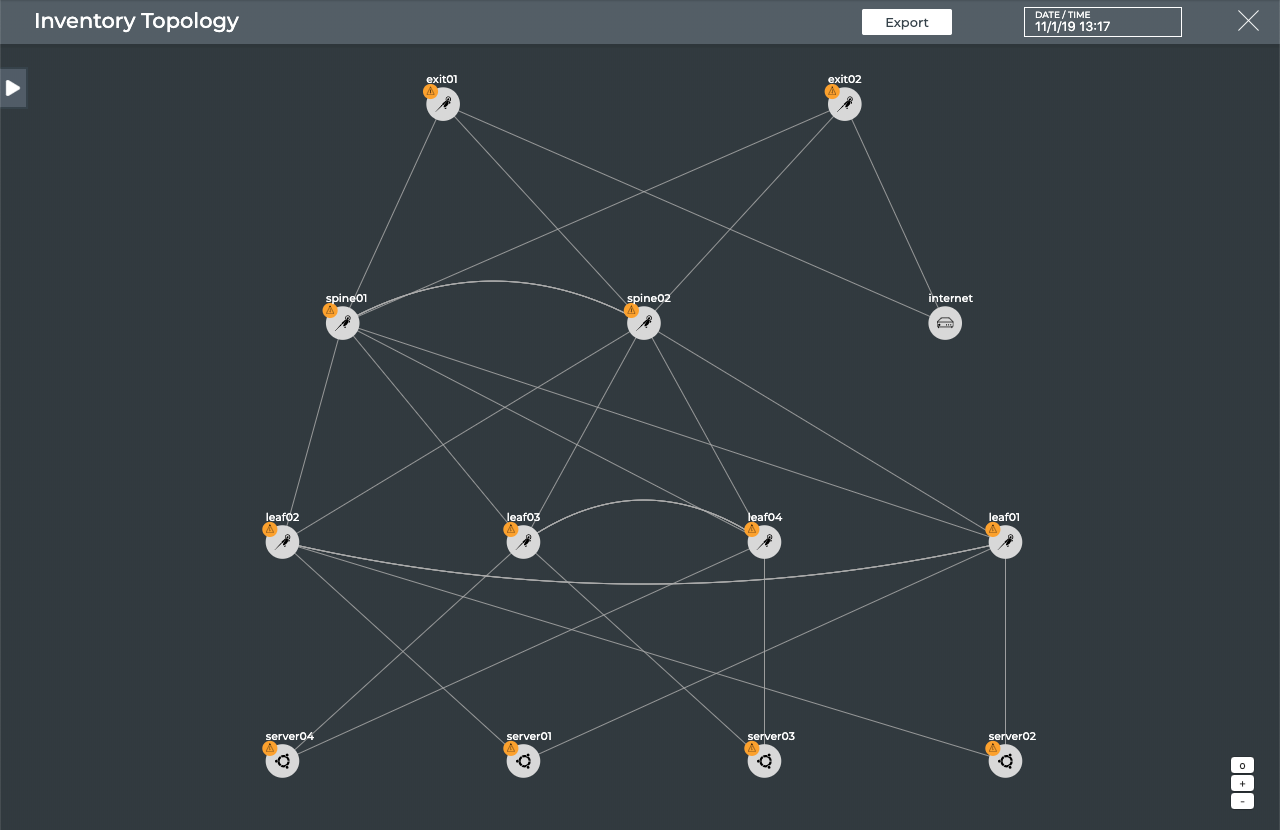 Inventory Topology
Export
DATE / TIME
11/1/19 13:17
exit01
exit02
spine01
spine02
internet
leaf02
leaf03
leaf04
leaf01
server04
server01
server03
server02
o
+
-